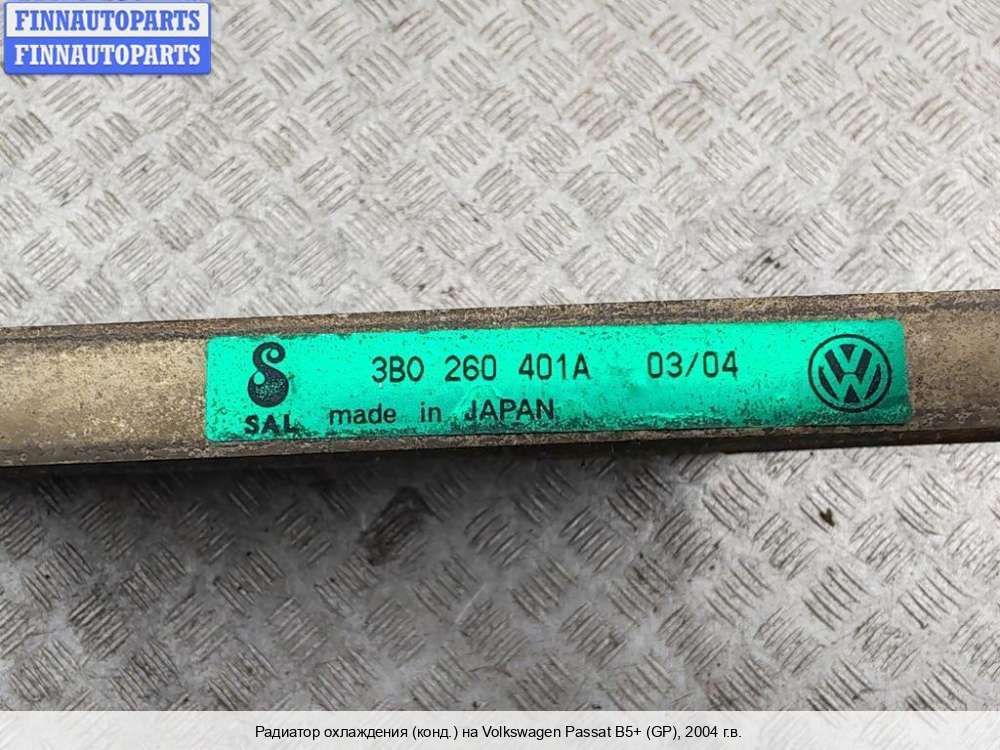 FINNAUTOPARTS
FINNAUTOPARTS
3B0 260 401A 03/04
SAL made in JAPAN
VW
Радиатор охлаждения (конд.) на Volkswagen Passat B5+ (GP), 2004 г.в.